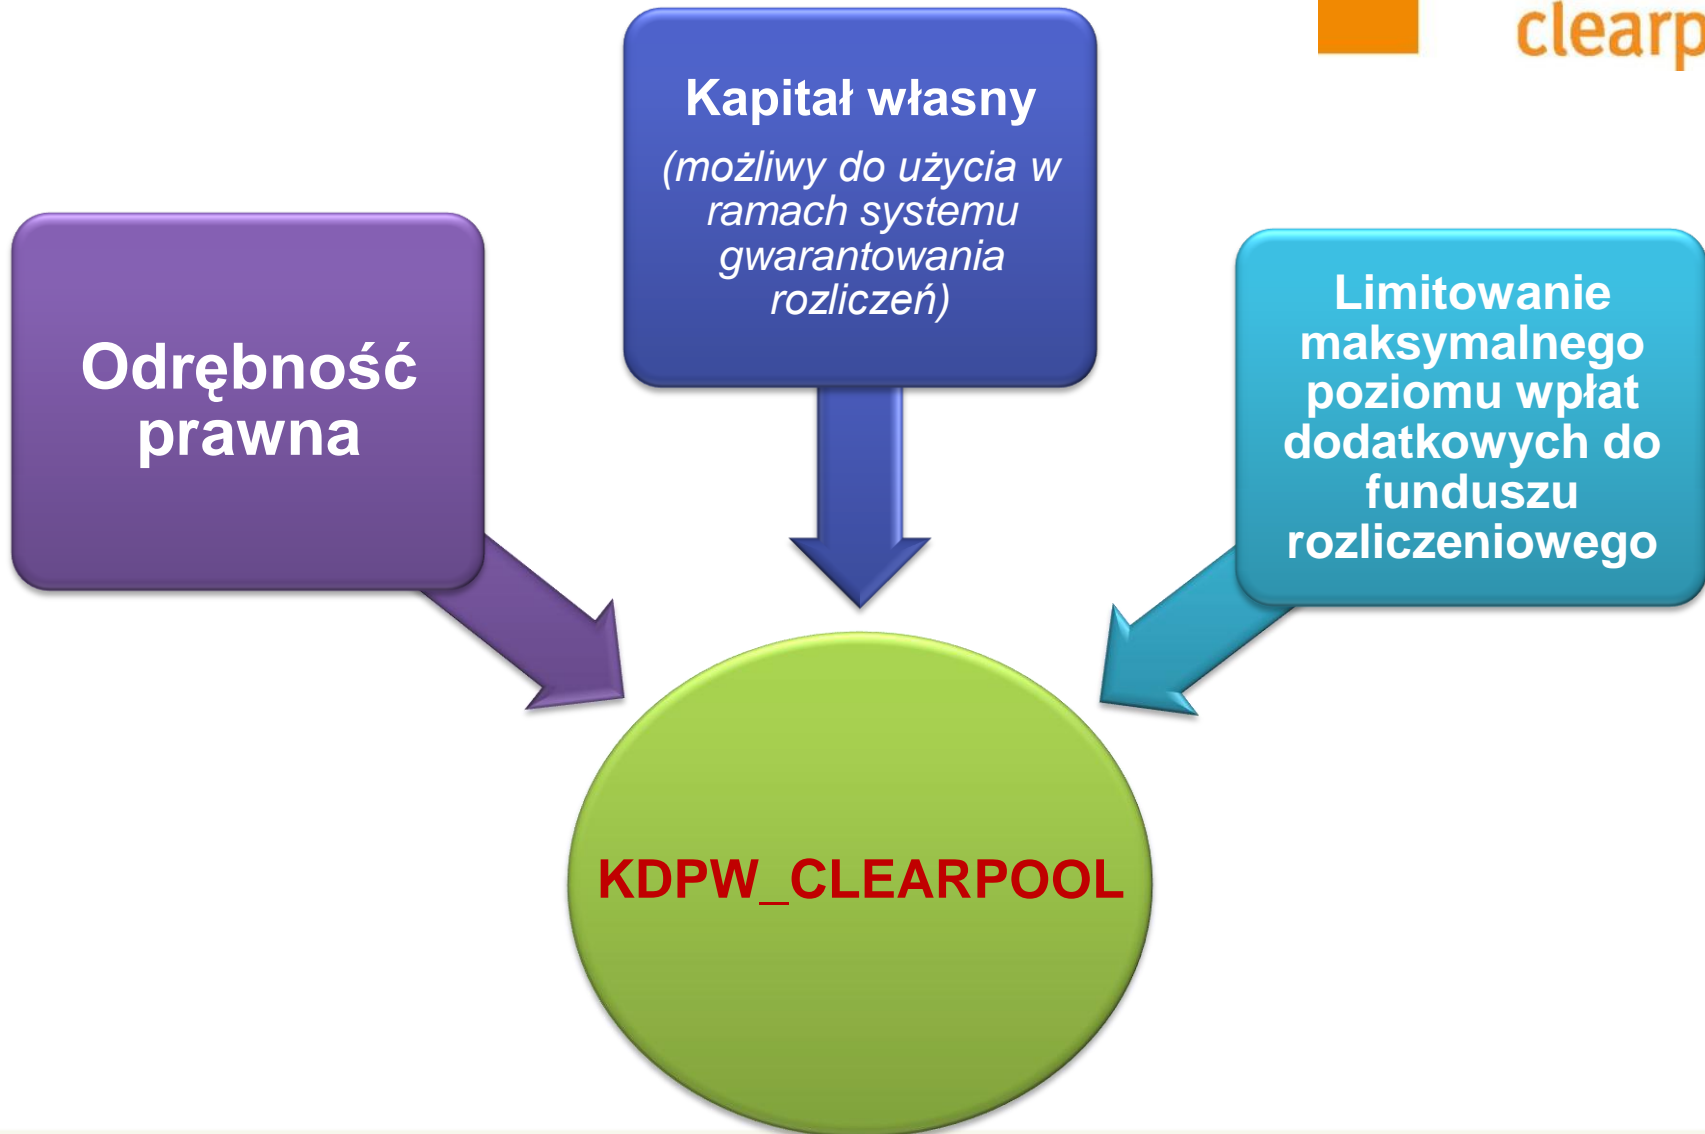 clearp
Kapitał własny
(możliwy do użycia w
ramach systemu
gwarantowania
rozliczeń)
Odrębność
prawna
Limitowanie
maksymalnego
poziomu wpłat
dodatkowych do
funduszu
rozliczeniowego
KDPW_CLEARPOOL